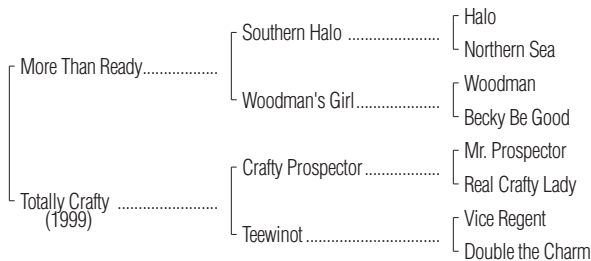 Halo
Southern Halo ......................
Northern Sea
More Than Ready..................
Woodman
Woodman's Girl....................
Becky Be Good
Mr. Prospector
Crafty Prospector ..................
Real Crafty Lady
Totally Crafty ........................
(1999)
Vice Regent
Teewinot ................................
Double the Charm